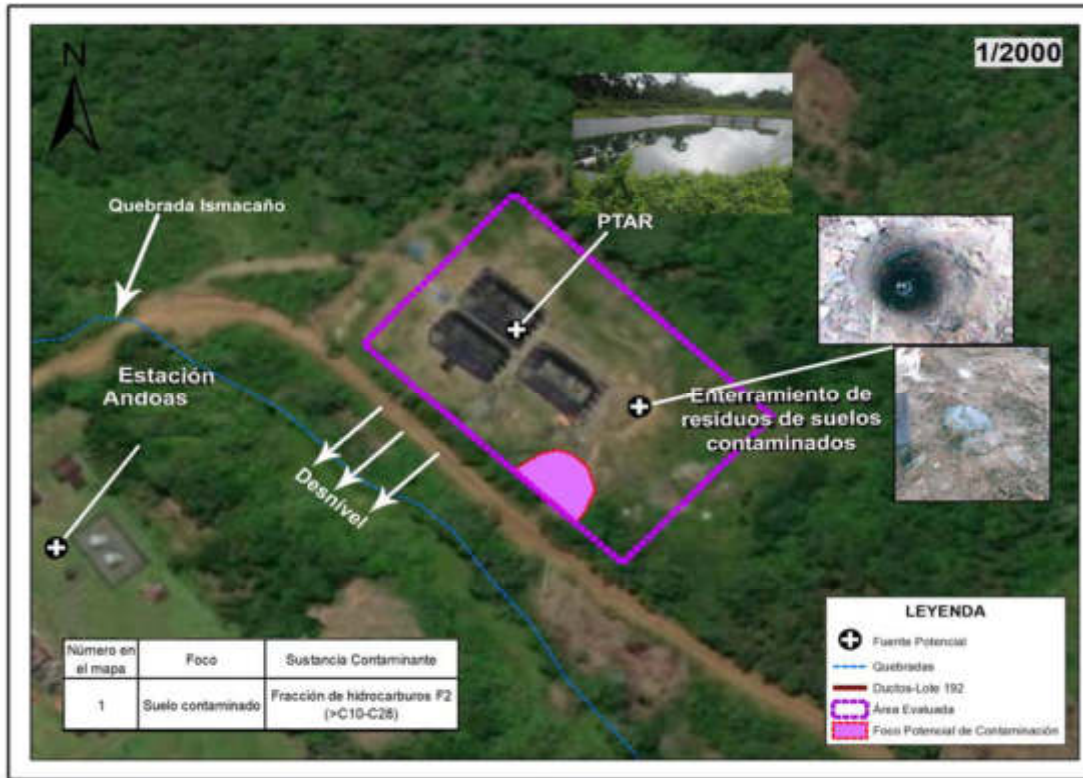 N
1/2000
Quebrada Ismacaño
PTAR
Estación
Andoas
Enterramiento de
residuos de suelos
contaminados
Desnível
Número en
el mapa
Foco
Sustancia Contaminante
1
Suelo contaminado
Fracción de hidrocarburos F2
(>C10-C28)
LEYENDA
Fuente Potencial
Quebradas
Ductos-Lote 192
Área Evaluada
Foco Potencial de Contaminación